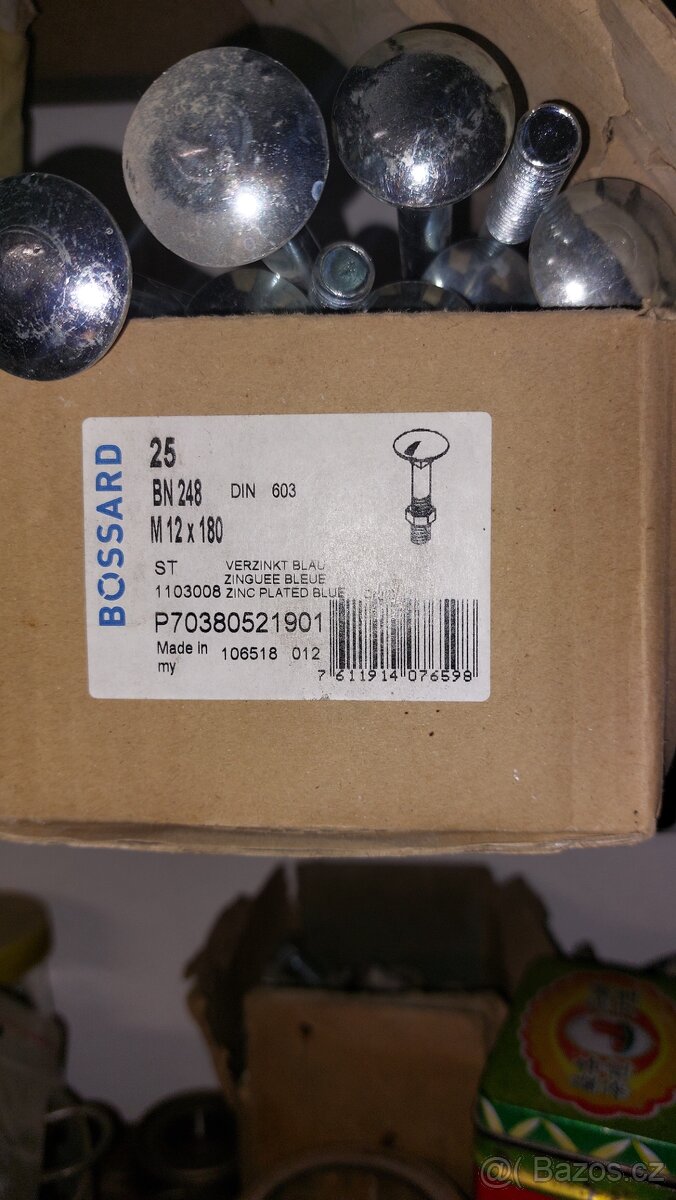 BOSSARD
25
BN 248 DIN 603
M 12 x 180
ST VERZINKT BLAU
ZINGUEE BLEUE
1103008 ZINC PLATED BLUE
P70380521901
Made in my 106518 012
7 611914 076598
@ Bazos.cz